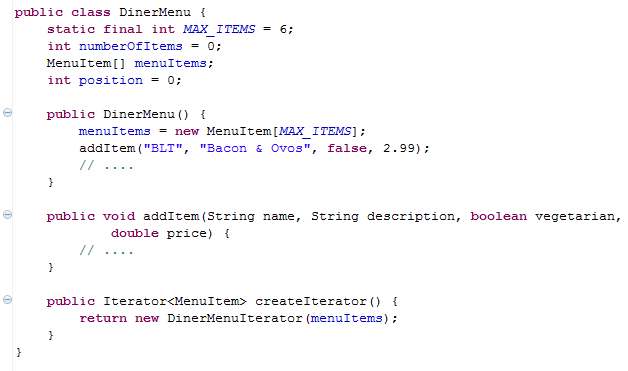 public class DinerMenu {
    static final int MAX_ITEMS = 6;
    int numberOfItems = 0;
    MenuItem[] menuItems;
    int position = 0;

    public DinerMenu() {
        menuItems = new MenuItem[MAX_ITEMS];
        addItem("BLT", "Bacon & Ovos", false, 2.99);
        // ....
    }

    public void addItem(String name, String description, boolean vegetarian,
            double price) {
        // ....
    }

    public Iterator<MenuItem> createIterator() {
        return new DinerMenuIterator(menuItems);
    }
}